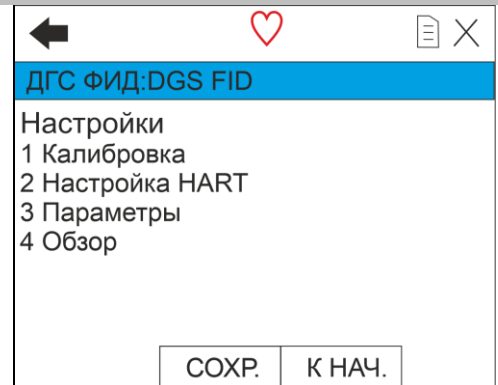 ДГС ФИД:DGS FID
Настройки
1 Калибровка
2 Настройка HART
3 Параметры
4 Обзор
СОХР. К НАЧ.